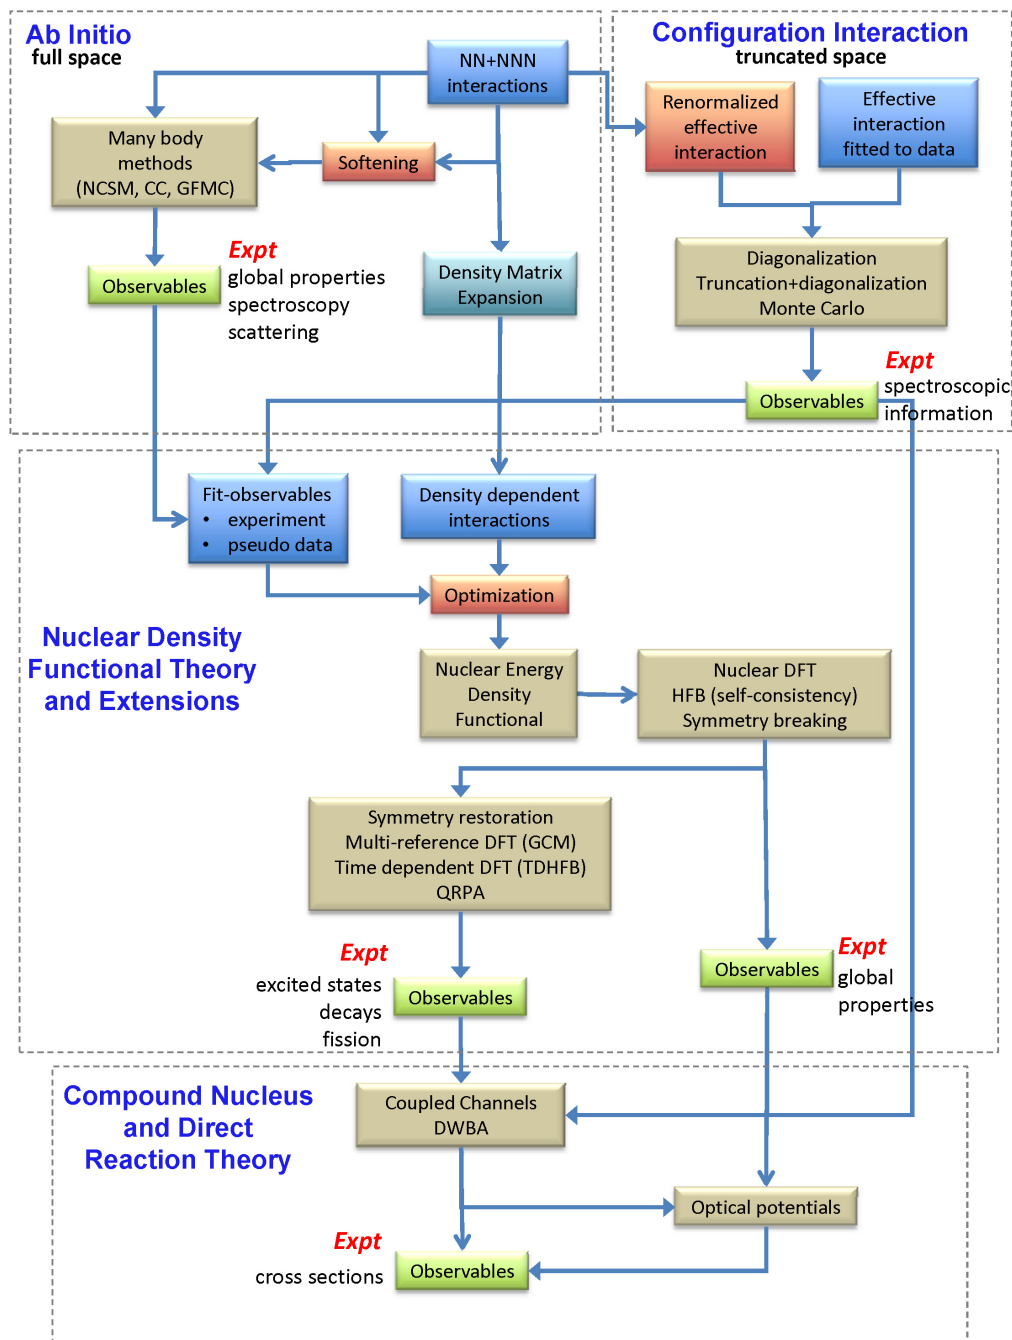 Ab Initio
full space
NN+NNN
interactions
Many body
methods
(NCSM, CC, GFMC)
Softening
Observables
Expt
global properties
spectroscopy
scattering
Density Matrix
Expansion
Configuration Interaction
truncated space
Renormalized
effective
interaction
Effective
interaction
fitted to data
Diagonalization
Truncation+diagonalization
Monte Carlo
Observables
Expt
spectroscopic
information
Fit-observables
• experiment
• pseudo data
Density dependent
interactions
Optimization
Nuclear Density
Functional Theory
and Extensions
Nuclear Energy
Density
Functional
Nuclear DFT
HFB (self-consistency)
Symmetry breaking
Symmetry restoration
Multi-reference DFT (GCM)
Time dependent DFT (TDHFB)
QRPA
Expt
excited states
decays
fission
Observables
Observables
Expt
global
properties
Compound Nucleus
and Direct
Reaction Theory
Coupled Channels
DWBA
Optical potentials
Expt
cross sections
Observables